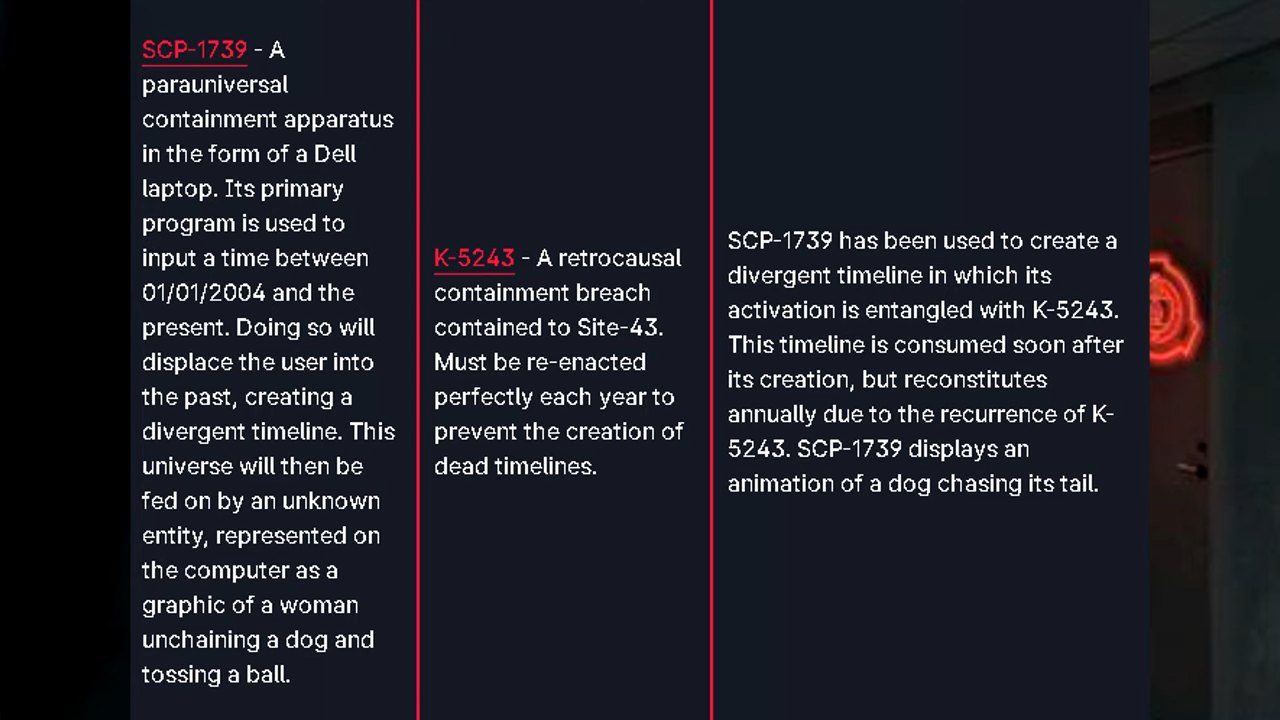 SCP-1739 - A
parauniversal
containment apparatus
in the form of a Dell
laptop. Its primary
program is used to
input a time between
01/01/2004 and the
present. Doing so will
displace the user into
the past, creating a
divergent timeline. This
universe will then be
fed on by an unknown
entity, represented on
the computer as a
graphic of a woman
unchaining a dog and
tossing a ball.
K-5243 - A retrocausal
containment breach
contained to Site-43.
Must be re-enacted
perfectly each year to
prevent the creation of
dead timelines.
SCP-1739 has been used to create a
divergent timeline in which its
activation is entangled with K-5243.
This timeline is consumed soon after
its creation, but reconstitutes
annually due to the recurrence of K-
5243. SCP-1739 displays an
animation of a dog chasing its tail.